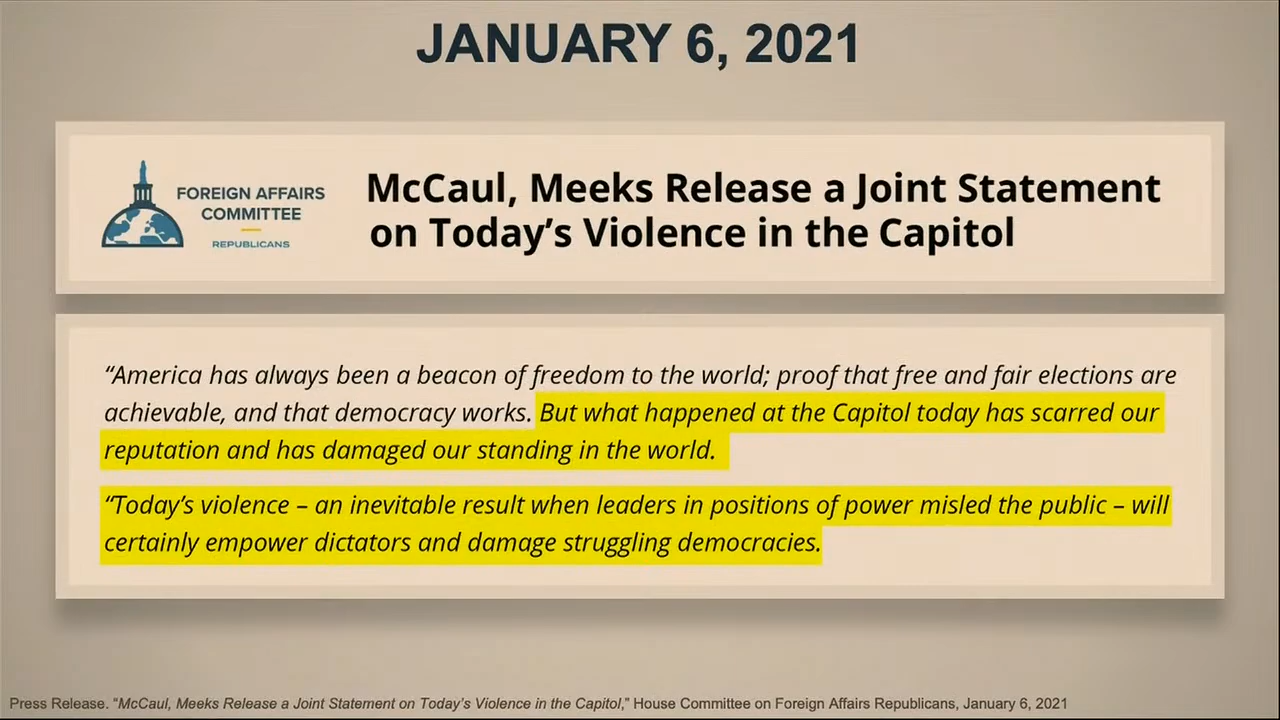 JANUARY 6, 2021
FOREIGN AFFAIRS
COMMITTEE
REPUBLICANS
McCaul, Meeks Release a Joint Statement
on Today’s Violence in the Capitol
“America has always been a beacon of freedom to the world; proof that free and fair elections are
achievable, and that democracy works. But what happened at the Capitol today has scarred our
reputation and has damaged our standing in the world.
“Today’s violence – an inevitable result when leaders in positions of power misled the public – will
certainly empower dictators and damage struggling democracies.
Press Release. “McCaul, Meeks Release a Joint Statement on Today’s Violence in the Capitol,” House Committee on Foreign Affairs Republicans, January 6, 2021